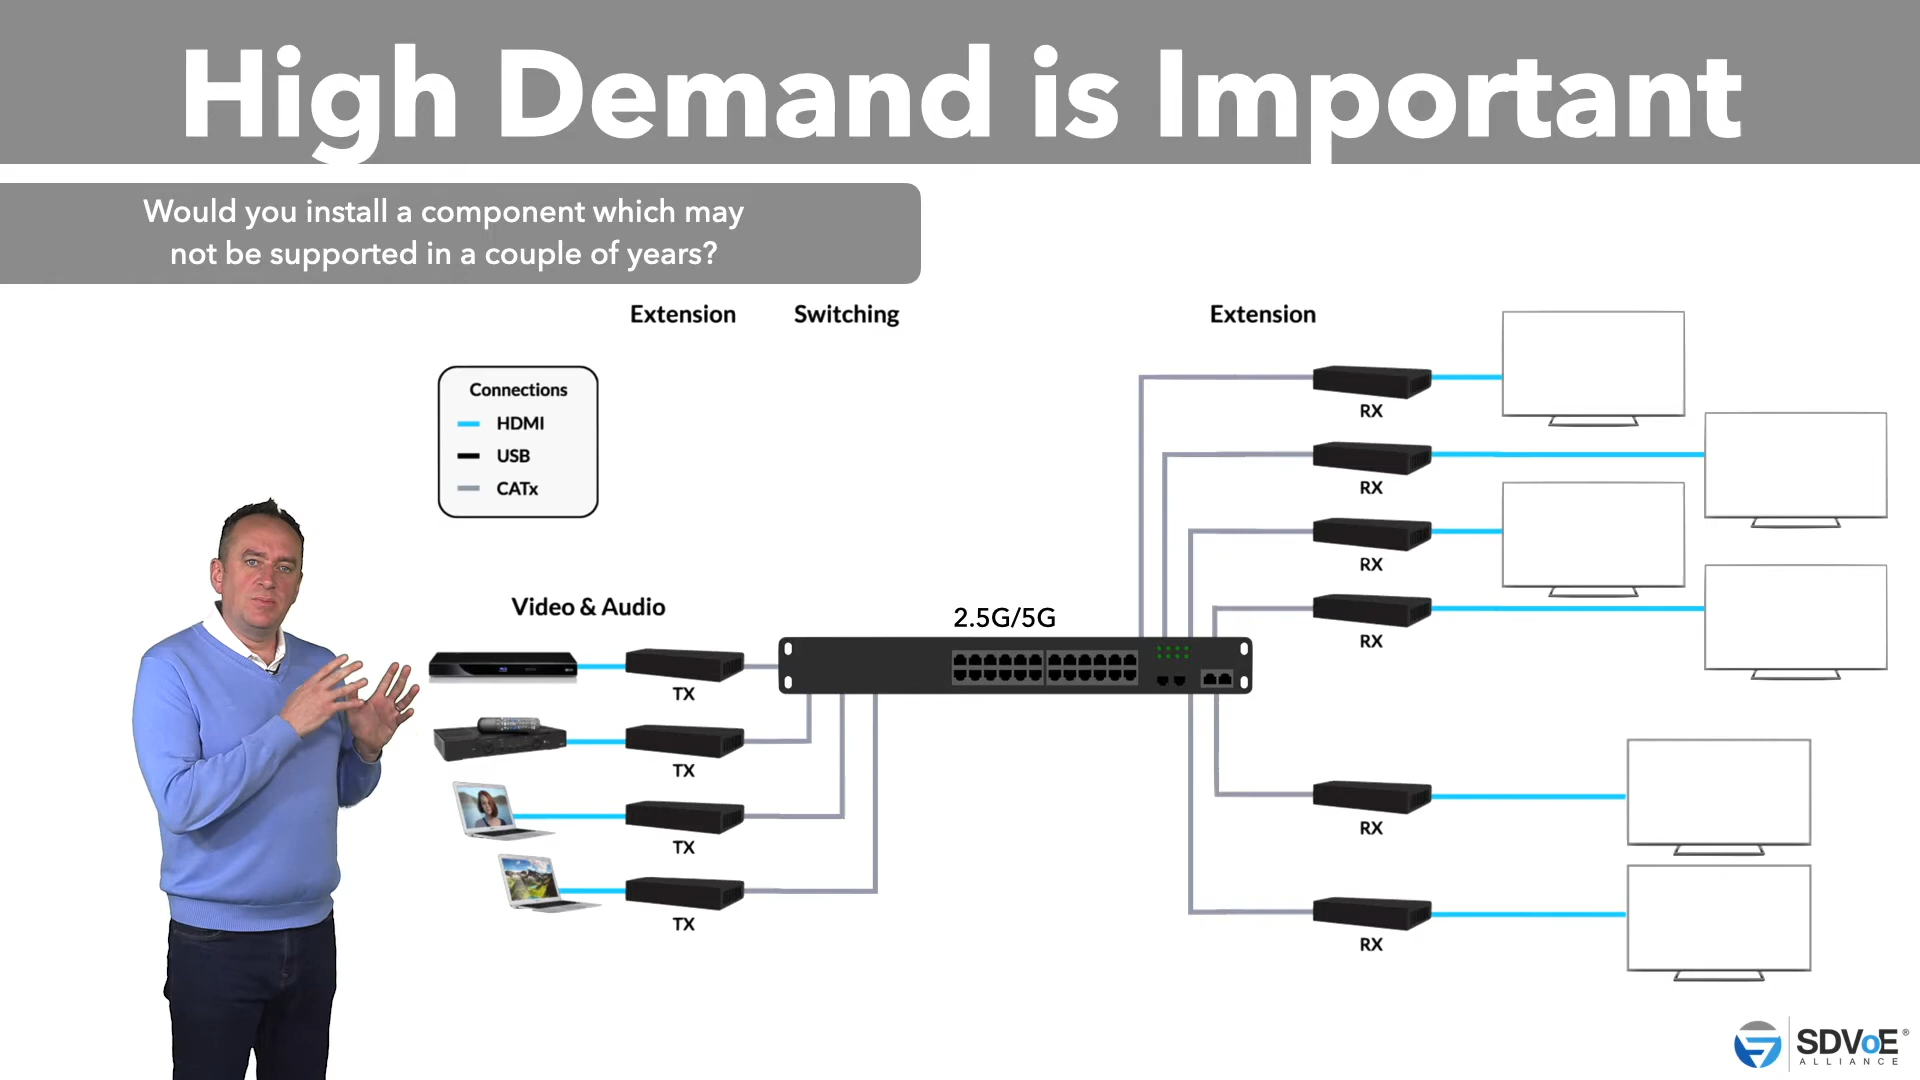 High Demand is Important
Would you install a component which may
not be supported in a couple of years?
Extension
Switching
Extension
Connections
HDMI
USB
CATx
Video & Audio
2.5G/5G
TX
TX
TX
TX
RX
RX
RX
RX
RX
RX
SDVoE®
ALLIANCE